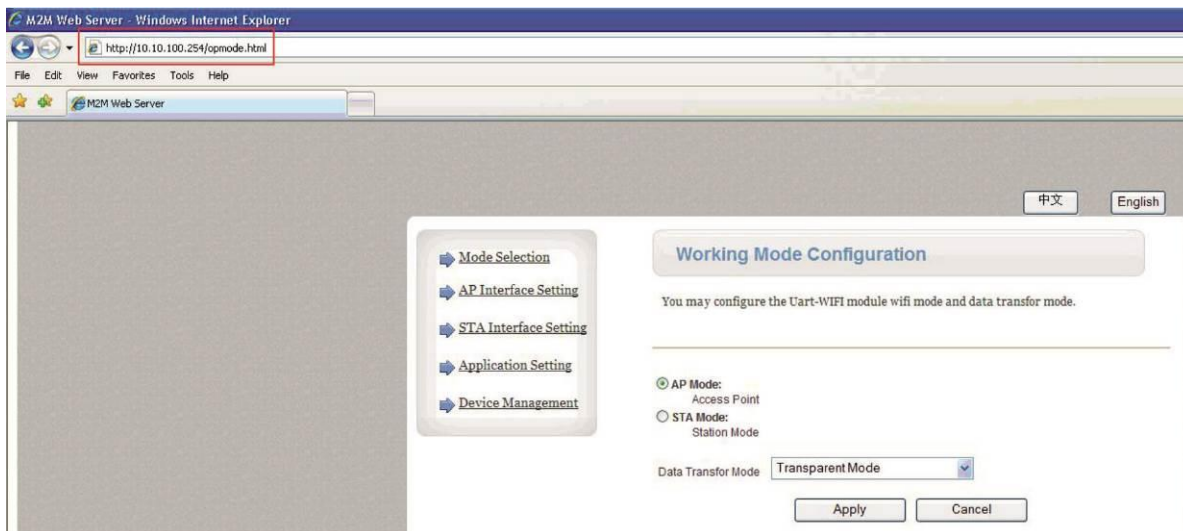 M2M Web Server - Windows Internet Explorer
http://10.10.100.254/opmode.html
File Edit View Favorites Tools Help
M2M Web Server
中文 English
Mode Selection
AP Interface Setting
STA Interface Setting
Application Setting
Device Management
Working Mode Configuration
You may configure the Uart-WIFI module wifi mode and data transfor mode.
AP Mode:
Access Point
STA Mode:
Station Mode
Data Transfor Mode Transparent Mode
Apply Cancel